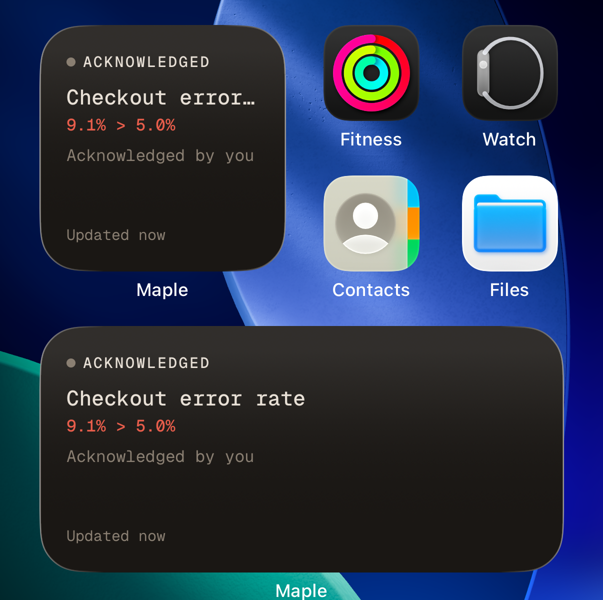 ACKNOWLEDGED
Checkout error…
9.1% > 5.0%
Acknowledged by you
Updated now
Maple
Fitness
Watch
Contacts
Files
ACKNOWLEDGED
Checkout error rate
9.1% > 5.0%
Acknowledged by you
Updated now
Maple